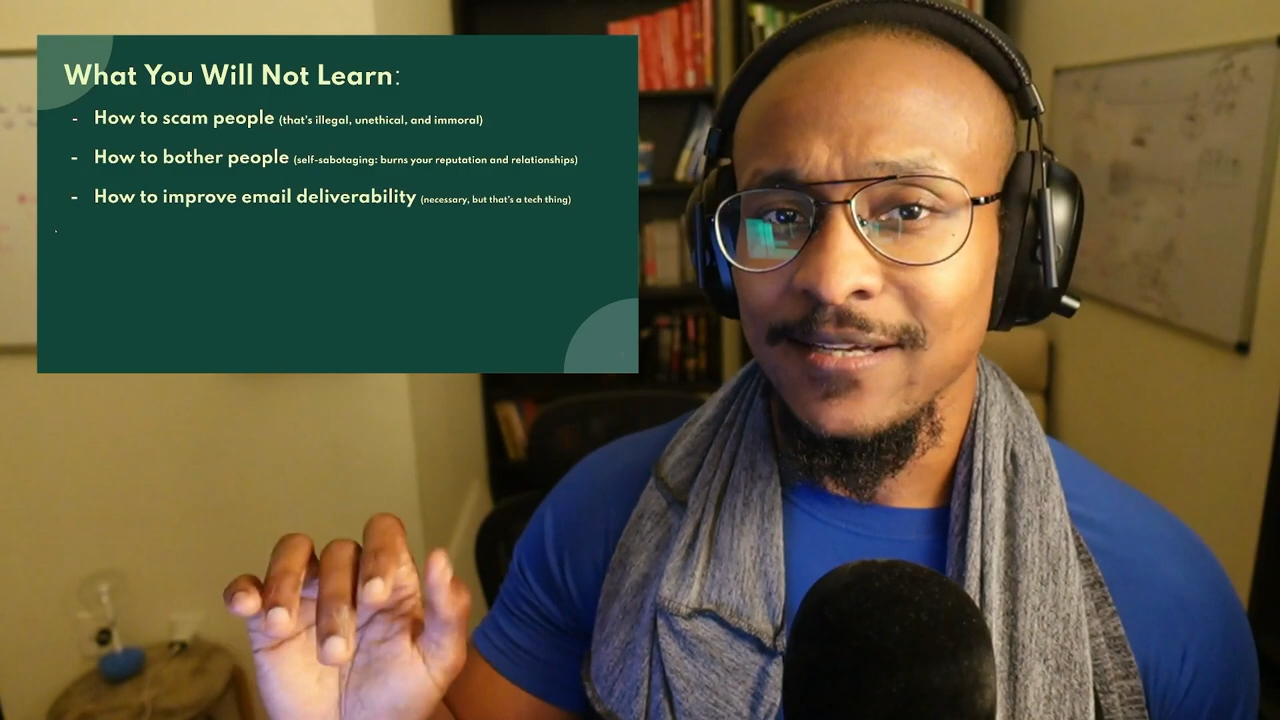 What You Will Not Learn:
- How to scam people (that's illegal, unethical, and immoral)
- How to bother people (self-sabotaging: burns your reputation and relationships)
- How to improve email deliverability (necessary, but that's a tech thing)